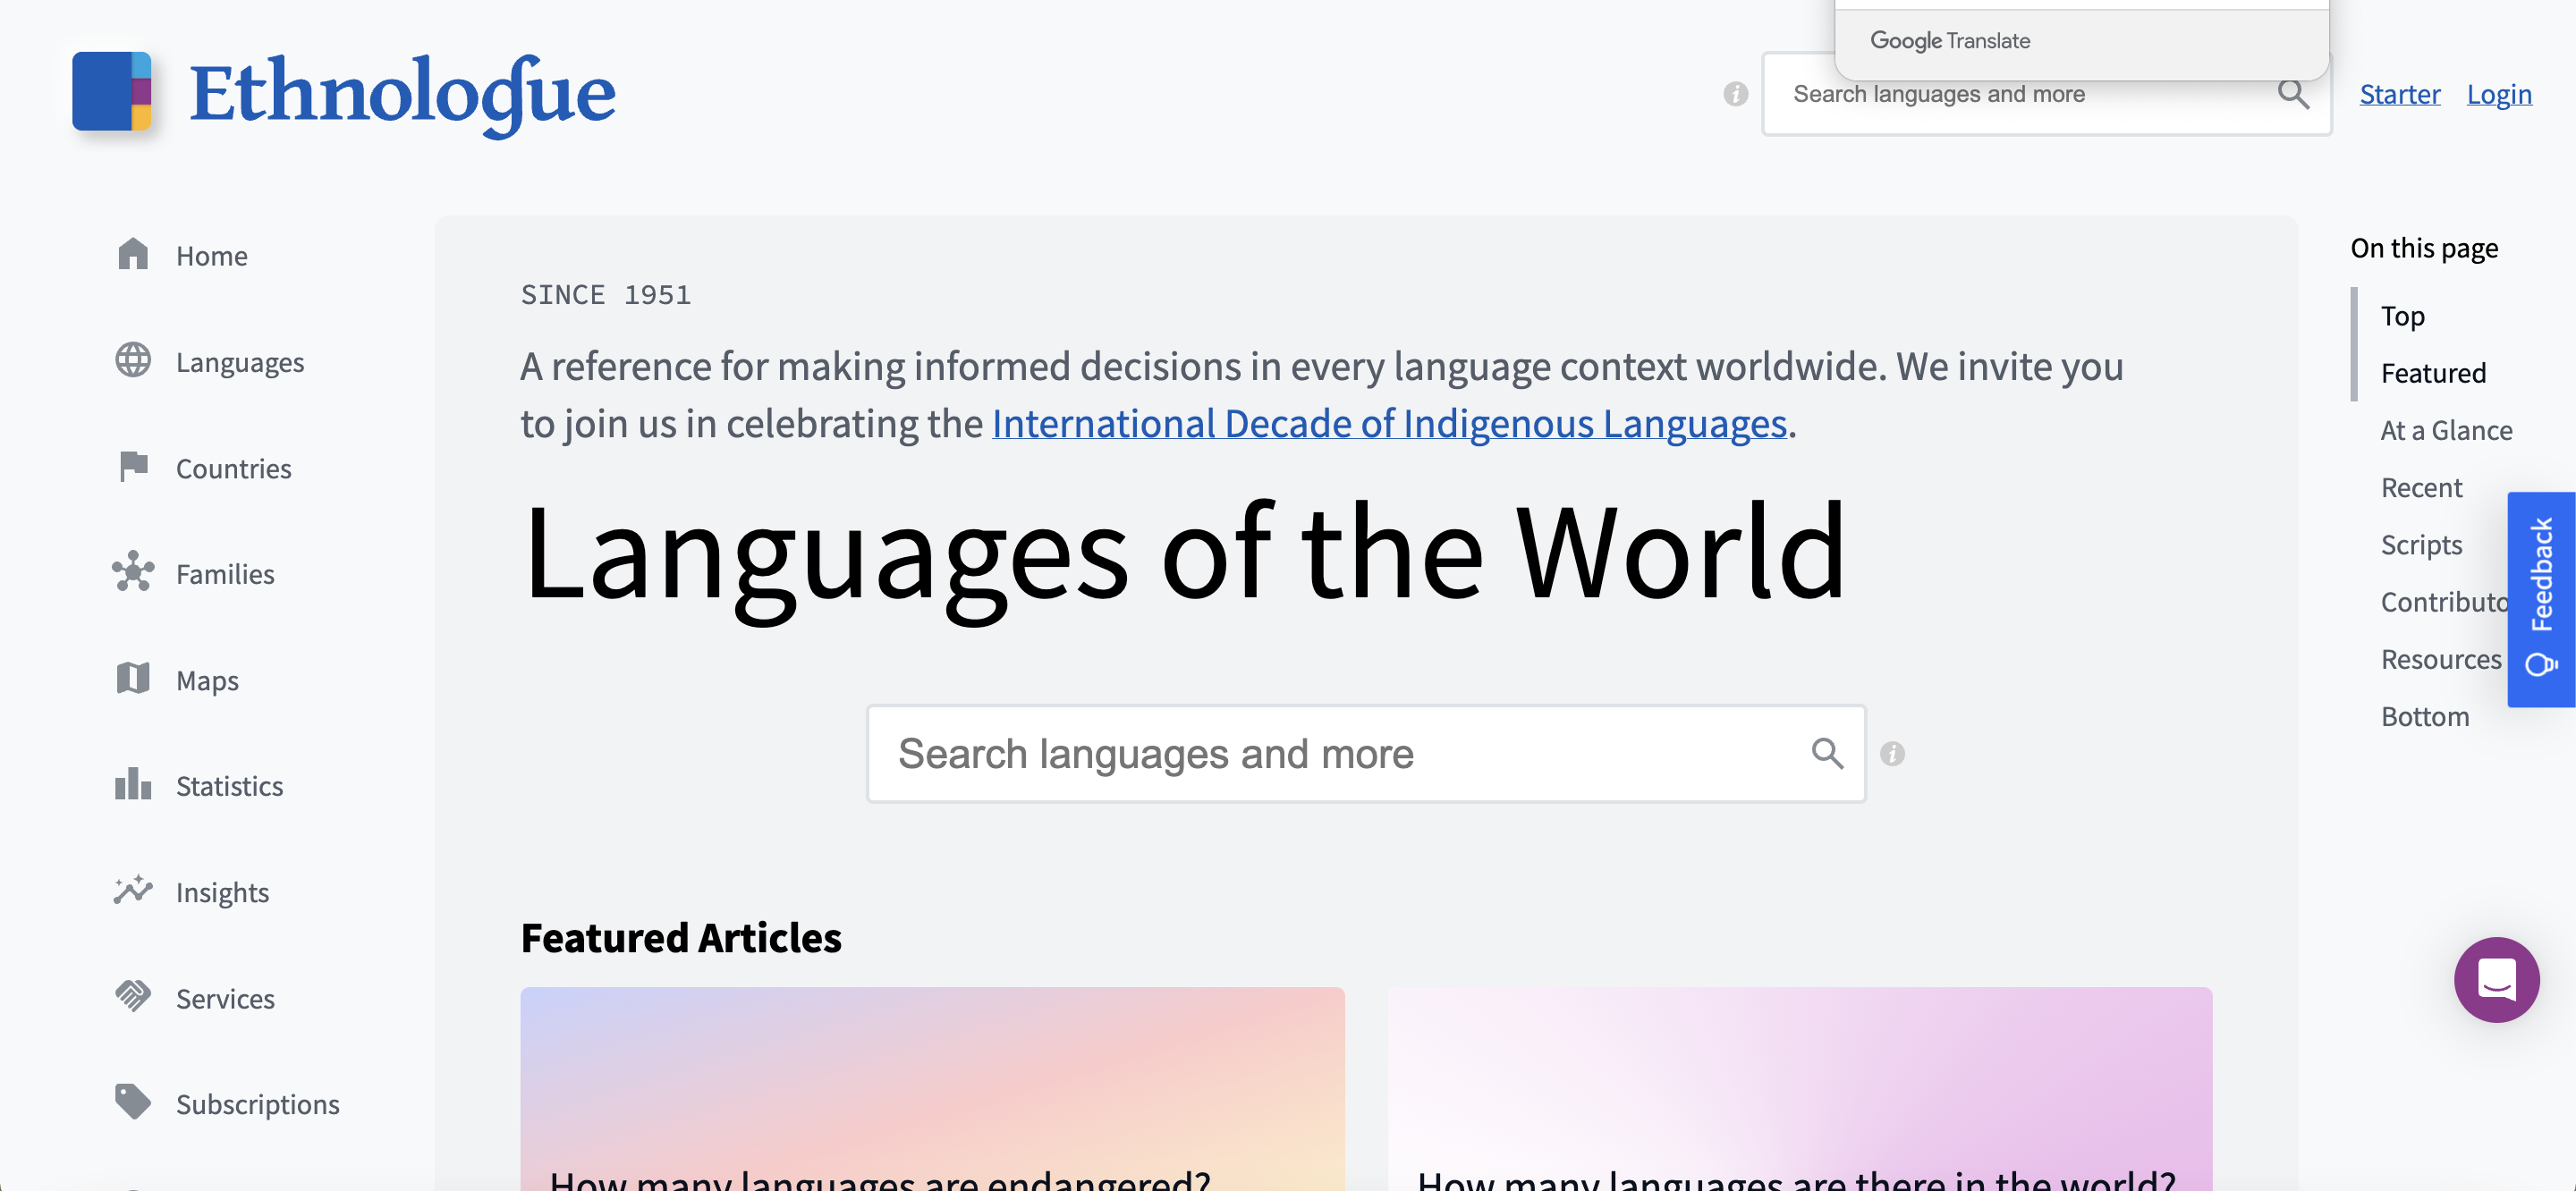 Google Translate
Ethnologue
Search languages and more
Starter
Login
Home
Languages
Countries
Families
Maps
Statistics
Insights
Services
Subscriptions
SINCE 1951
A reference for making informed decisions in every language context worldwide. We invite you
to join us in celebrating the International Decade of Indigenous Languages.
Languages of the World
Search languages and more
Featured Articles
How many languages are endangered?
How many languages are there in the world?
On this page
Top
Featured
At a Glance
Recent
Scripts
Contributo
Resources
Bottom
Feedback